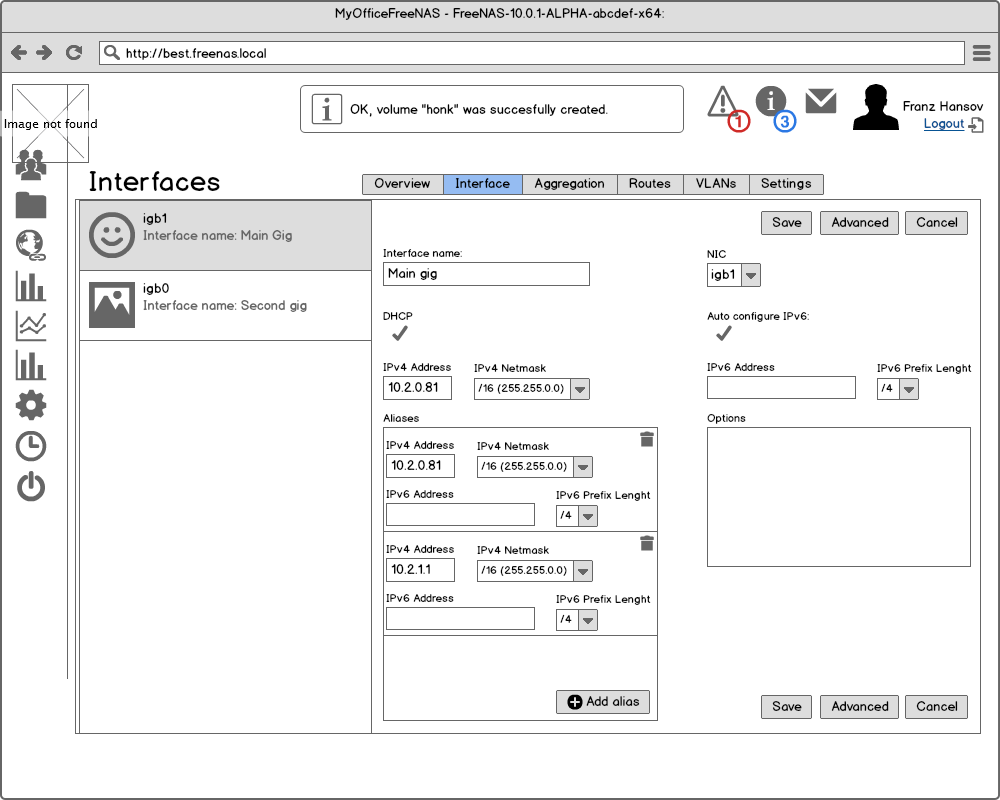 MyOfficeFreeNAS - FreeNAS-10.0.1-ALPHA-abcdef-x64:
http://best.freenas.local
Image not found
OK, volume "honk" was succesfully created.
1
3
Franz Hansov
Logout
Interfaces
Overview
Interface
Aggregation
Routes
VLANs
Settings
igb1
Interface name: Main Gig
igb0
Interface name: Second gig
Save
Advanced
Cancel
Interface name:
Main gig
NIC
igb1
DHCP
Auto configure IPv6:
IPv4 Address
IPv4 Netmask
10.2.0.81
/16 (255.255.0.0)
IPv6 Address
IPv6 Prefix Lenght
/4
Aliases
IPv4 Address
IPv4 Netmask
10.2.0.81
/16 (255.255.0.0)
IPv6 Address
IPv6 Prefix Lenght
/4
IPv4 Address
IPv4 Netmask
10.2.1.1
/16 (255.255.0.0)
IPv6 Address
IPv6 Prefix Lenght
/4
Add alias
Options
Save
Advanced
Cancel